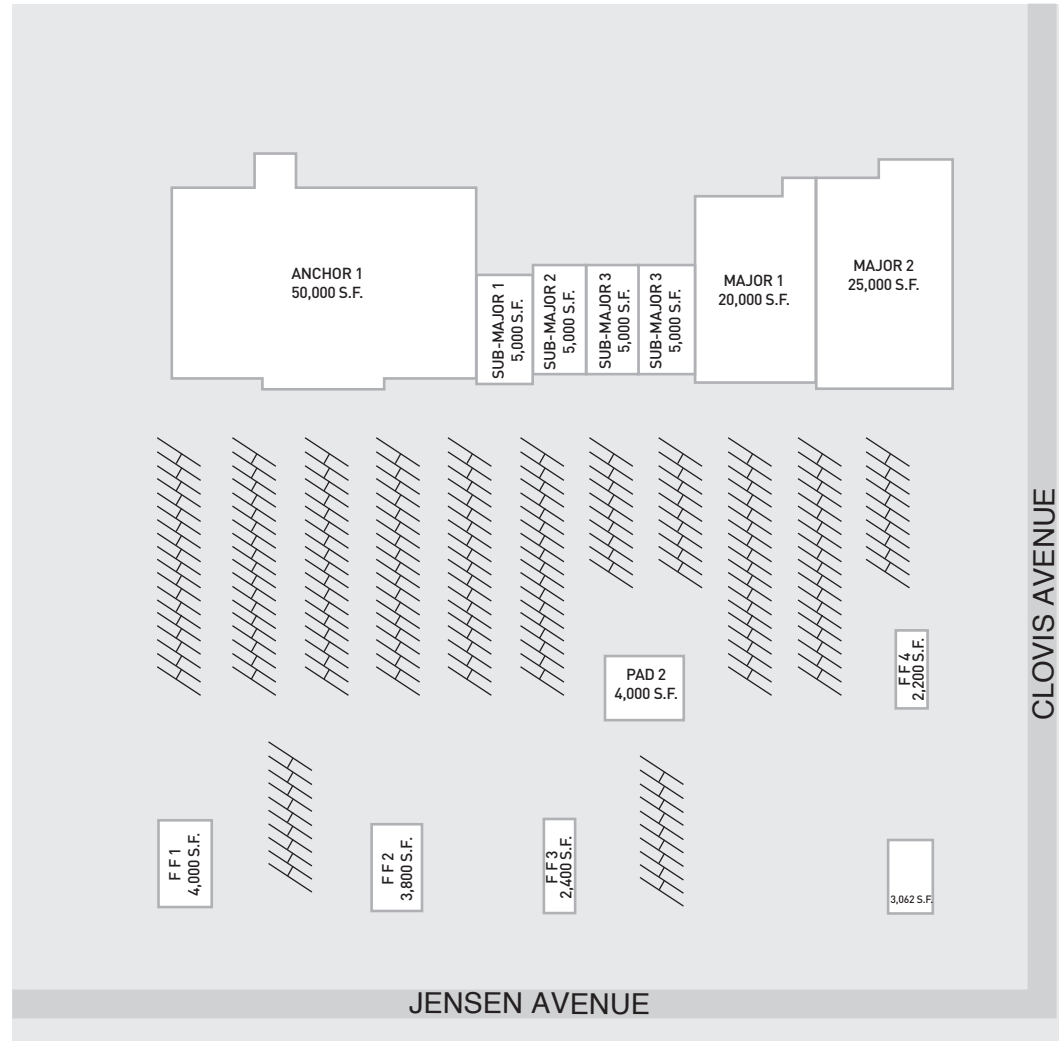 ANCHOR 1
50,000 S.F.
SUB-MAJOR 1
5,000 S.F.
SUB-MAJOR 2
5,000 S.F.
SUB-MAJOR 3
5,000 S.F.
SUB-MAJOR 3
5,000 S.F.
MAJOR 1
20,000 S.F.
MAJOR 2
25,000 S.F.
PAD 2
4,000 S.F.
F F 4
2,200 S.F.
F F 1
4,000 S.F.
F F 2
3,800 S.F.
F F 3
2,400 S.F.
3,062 S.F.
CLOVIS AVENUE
JENSEN AVENUE